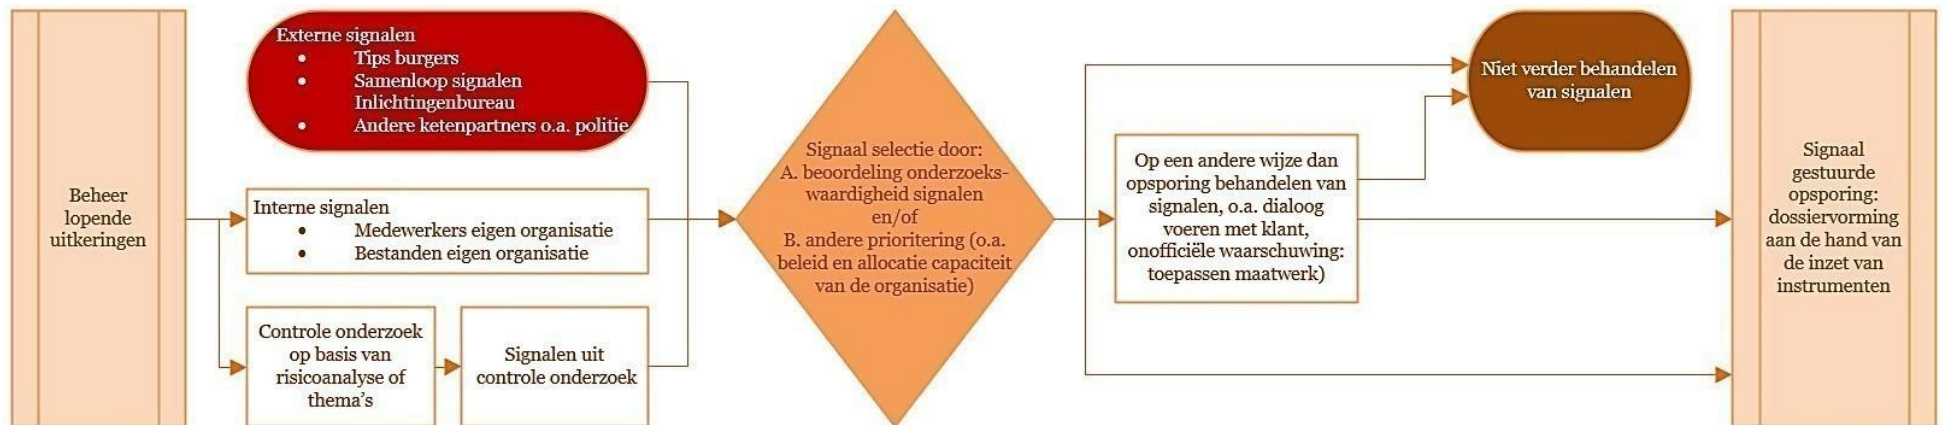 Beheer
lopende
uitkeringen
Externe signalen
• Tips burgers
• Samenloop signalen
Inlichtingenbureau
• Andere ketenpartners o.a. politie
Interne signalen
• Medewerkers eigen organisatie
• Bestanden eigen organisatie
Controle onderzoek
op basis van
risicoanalyse of
thema's
Signalen uit
controle onderzoek
Signaal selectie door:
A. beoordeling onderzoeks-
waardigheid signalen
en/of
B. andere prioritering (o.a.
beleid en allocatie capaciteit
van de organisatie)
Op een andere wijze dan
opsporing behandelen van
signalen, o.a. dialoog
voeren met klant,
onofficiële waarschuwing:
toepassen maatwerk)
Niet verder behandelen
van signalen
Signaal
gestuurde
opsporing:
dossiervorming
aan de hand van
de inzet van
instrumenten